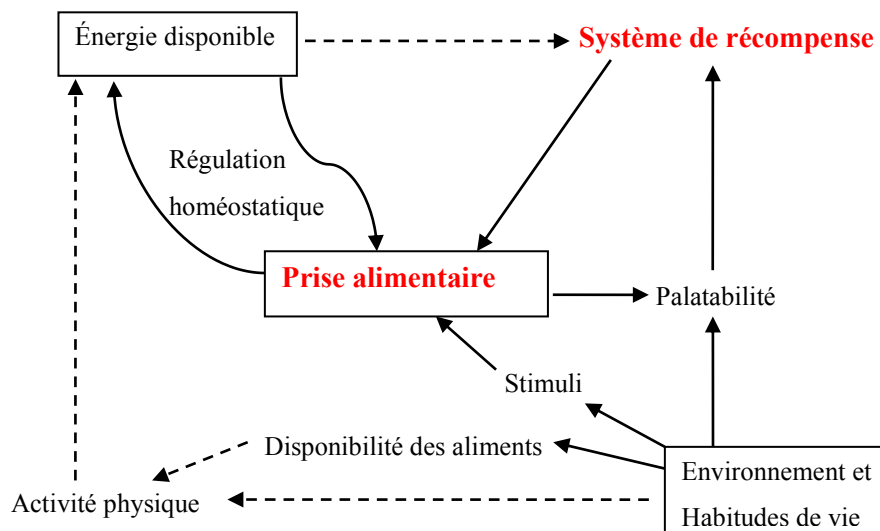 Énergie disponible
Système de récompense
Régulation
homéostatique
Prise alimentaire
Palatabilité
Stimuli
Disponibilité des aliments
Environnement et
Habitudes de vie
Activité physique